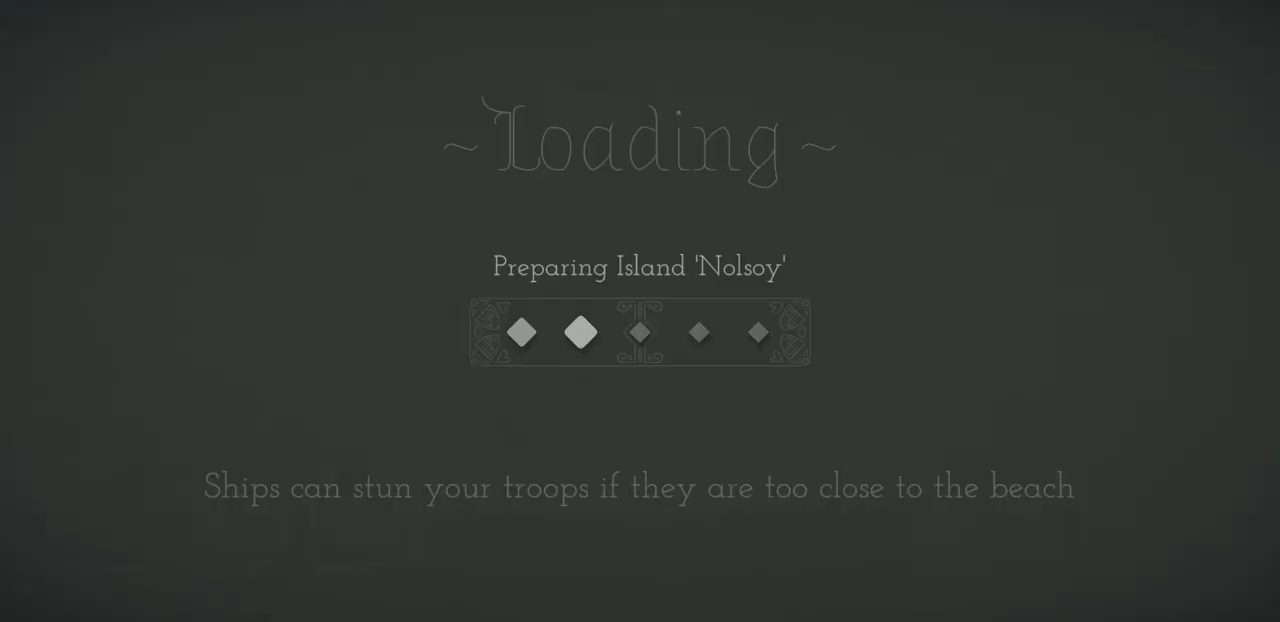 ~ Loading ~
Preparing Island 'Nolsoy'
Ships can stun your troops if they are too close to the beach